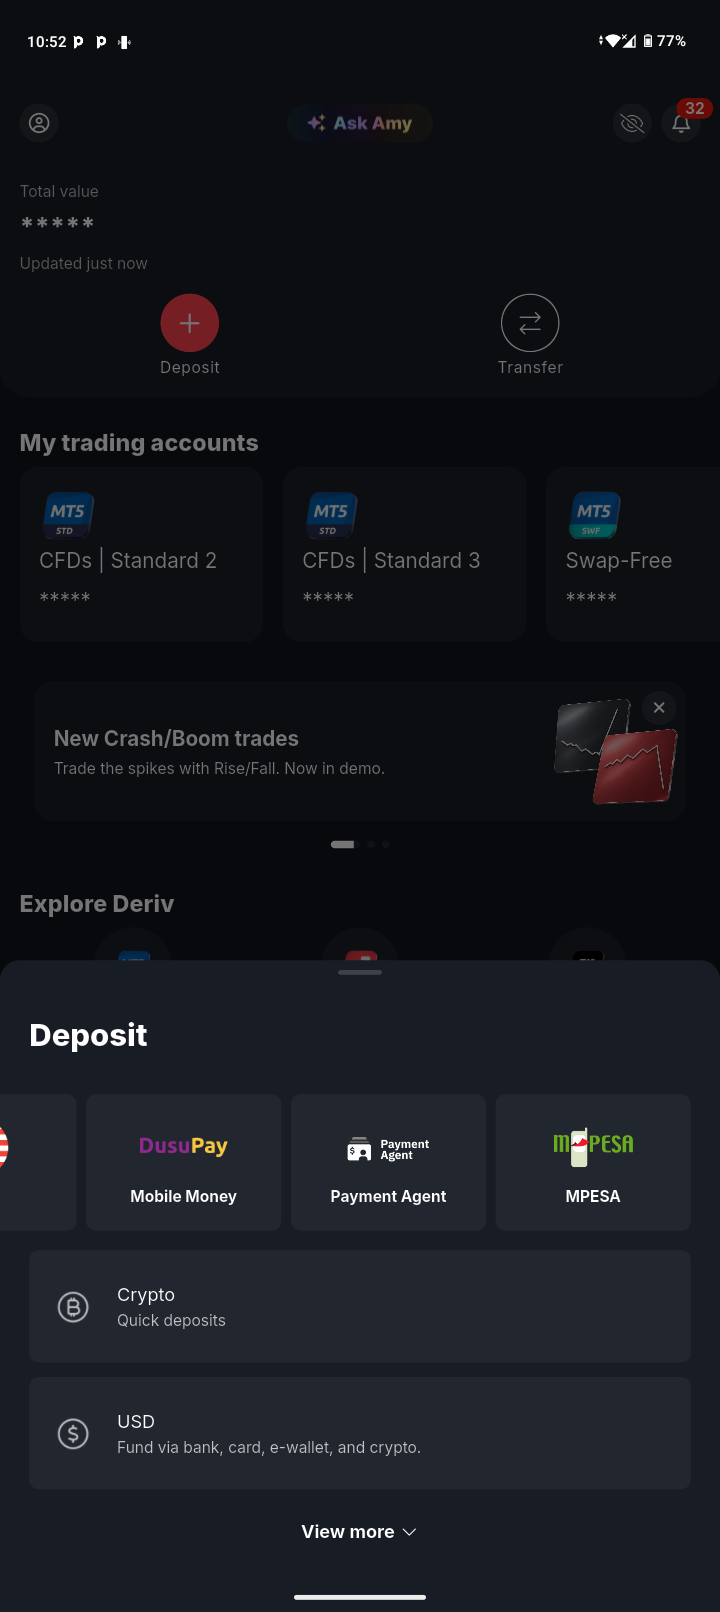 10:52
77%
Ask Amy
32
Total value
*****
Updated just now
Deposit
Transfer
My trading accounts
MT5
STD
CFDs | Standard 2
*****
MT5
STD
CFDs | Standard 3
*****
MT5
SWF
Swap-Free
*****
New Crash/Boom trades
Trade the spikes with Rise/Fall. Now in demo.
Explore Deriv
Deposit
DusuPay
Mobile Money
Payment
Agent
Payment Agent
MPESA
MPESA
Crypto
Quick deposits
USD
Fund via bank, card, e-wallet, and crypto.
View more